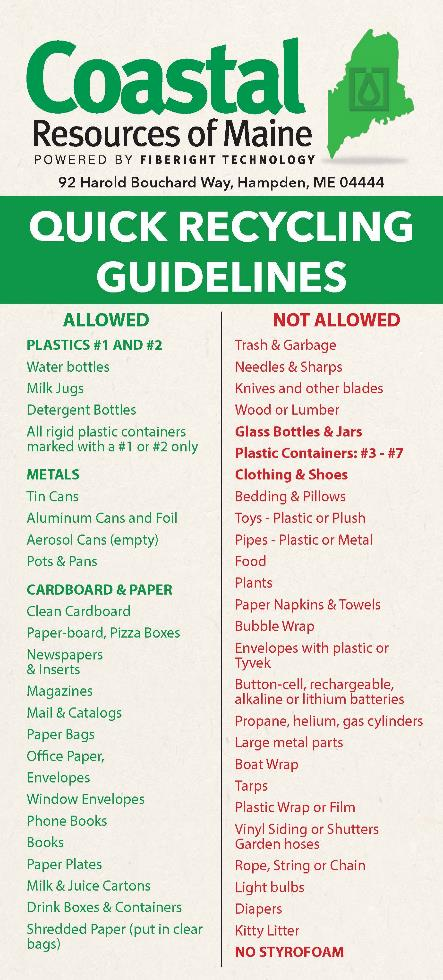 Coastal
Resources of Maine
POWERED BY FIBERIGHT TECHNOLOGY
92 Harold Bouchard Way, Hampden, ME 04444
QUICK RECYCLING
GUIDELINES
ALLOWED
PLASTICS #1 AND #2
Water bottles
Milk Jugs
Detergent Bottles
All rigid plastic containers
marked with a #1 or #2 only
METALS
Tin Cans
Aluminum Cans and Foil
Aerosol Cans (empty)
Pots & Pans
CARDBOARD & PAPER
Clean Cardboard
Paper-board, Pizza Boxes
Newspapers
& Inserts
Magazines
Mail & Catalogs
Paper Bags
Office Paper,
Envelopes
Window Envelopes
Phone Books
Books
Paper Plates
Milk & Juice Cartons
Drink Boxes & Containers
Shredded Paper (put in clear
bags)
NOT ALLOWED
Trash & Garbage
Needles & Sharps
Knives and other blades
Wood or Lumber
Glass Bottles & Jars
Plastic Containers: #3 - #7
Clothing & Shoes
Bedding & Pillows
Toys - Plastic or Plush
Pipes - Plastic or Metal
Food
Plants
Paper Napkins & Towels
Bubble Wrap
Envelopes with plastic or
Tyvek
Button-cell, rechargeable,
alkaline or lithium batteries
Propane, helium, gas cylinders
Large metal parts
Boat Wrap
Tarps
Plastic Wrap or Film
Vinyl Siding or Shutters
Garden hoses
Rope, String or Chain
Light bulbs
Diapers
Kitty Litter
NO STYROFOAM